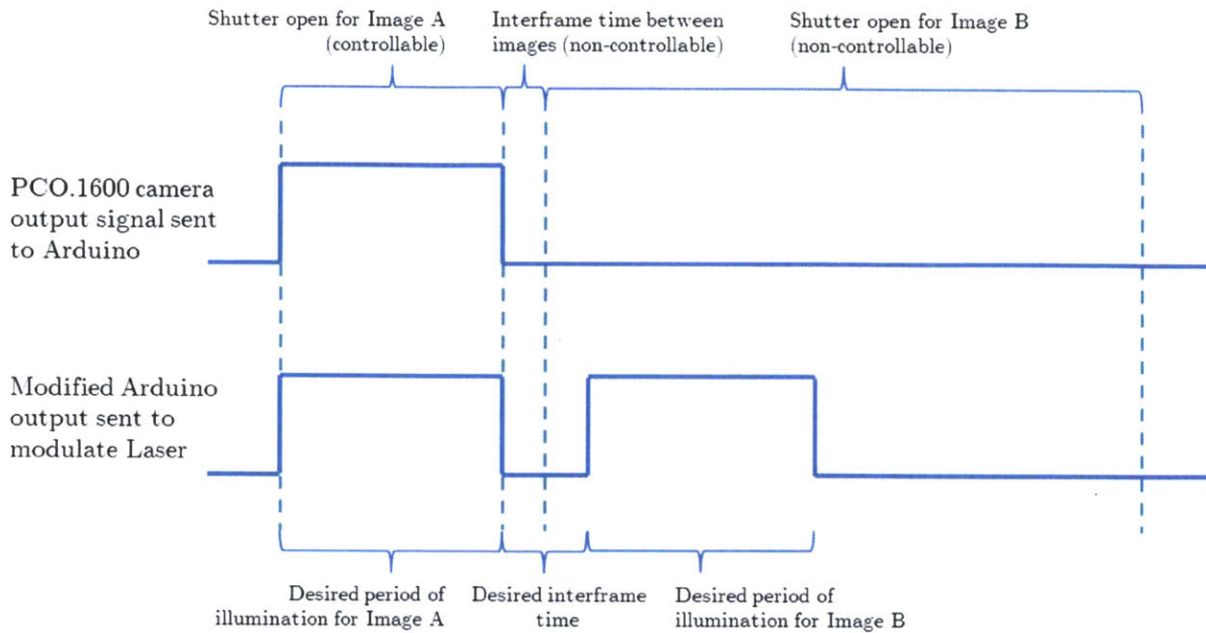 Shutter open for Image A
(controllable)
Interframe time between
images (non-controllable)
Shutter open for Image B
(non-controllable)
PCO.1600 camera
output signal sent
to Arduino
Modified Arduino
output sent to
modulate Laser
Desired period of
illumination for Image A
Desired interframe
time
Desired period of
illumination for Image B